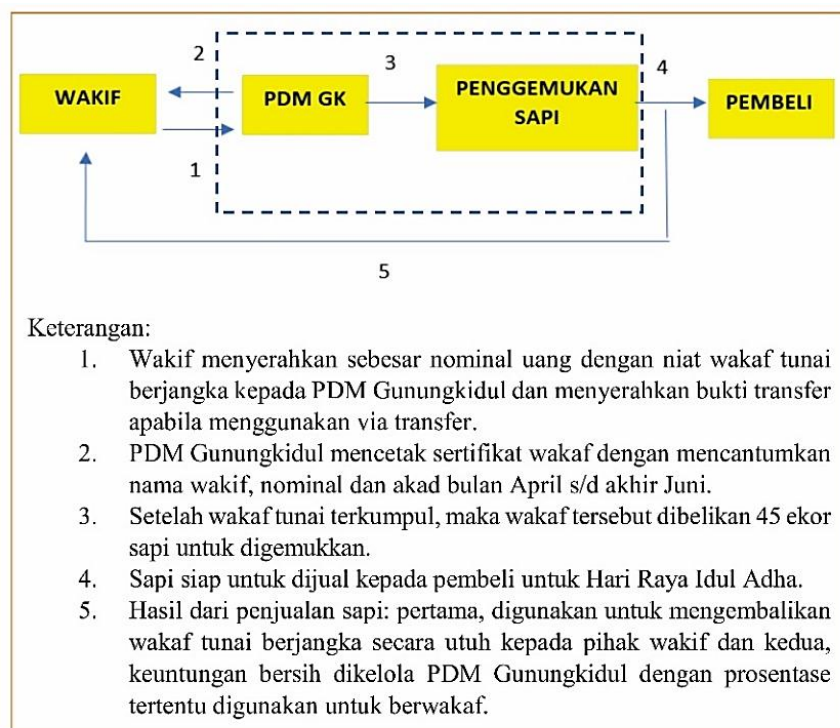 2
3
4
WAKIF
PDM GK
PENGGEMUKAN
SAPI
PEMBELI
1
5
Keterangan:
1. Wakif menyerahkan sebesar nominal uang dengan niat wakaf tunai
berjangka kepada PDM Gunungkidul dan menyerahkan bukti transfer
apabila menggunakan via transfer.
2. PDM Gunungkidul mencetak sertifikat wakaf dengan mencantumkan
nama wakif, nominal dan akad bulan April s/d akhir Juni.
3. Setelah wakaf tunai terkumpul, maka wakaf tersebut dibelikan 45 ekor
sapi untuk digemukkan.
4. Sapi siap untuk dijual kepada pembeli untuk Hari Raya Idul Adha.
5. Hasil dari penjualan sapi: pertama, digunakan untuk mengembalikan
wakaf tunai berjangka secara utuh kepada pihak wakif dan kedua,
keuntungan bersih dikelola PDM Gunungkidul dengan prosentase
tertentu digunakan untuk berwakaf.